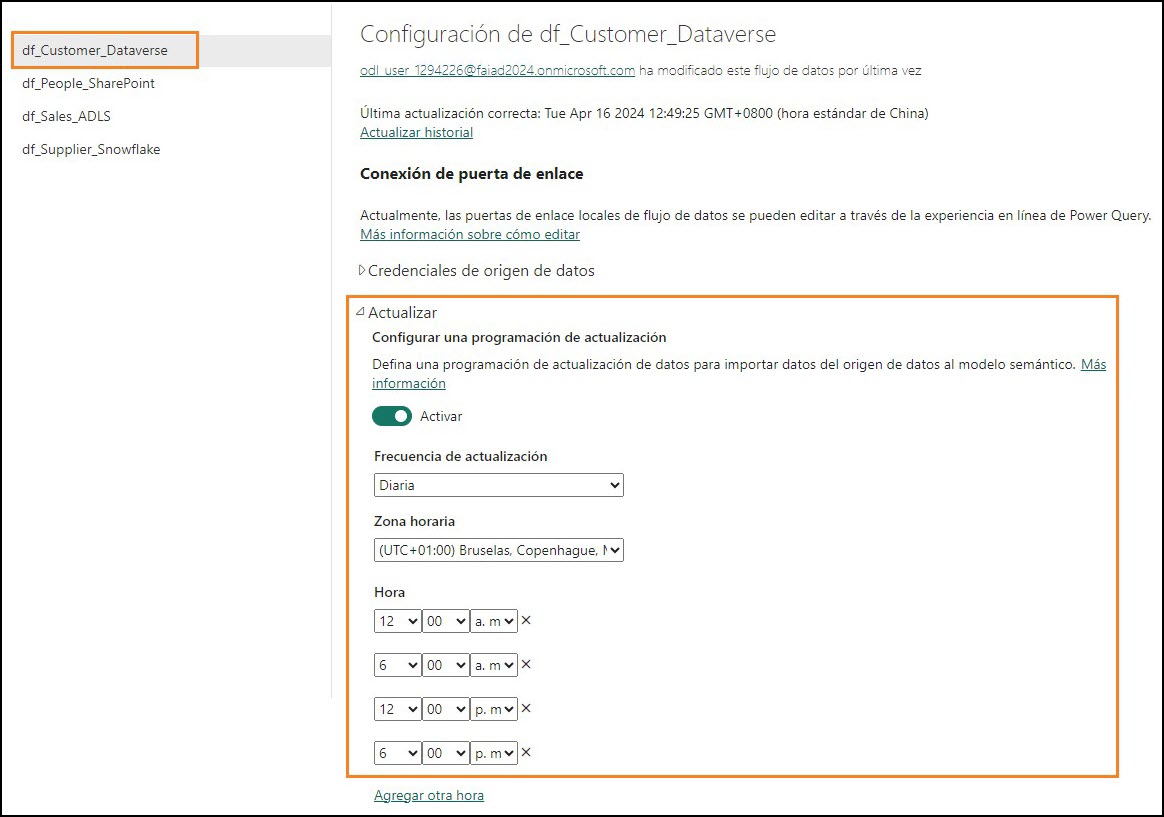 df_Customer_Dataverse
df_People_SharePoint
df_Sales_ADLS
df_Supplier_Snowflake
Configuración de df_Customer_Dataverse
odl_user_1294226@faiad2024.onmicrosoft.com ha modificado este flujo de datos por última vez
Última actualización correcta: Tue Apr 16 2024 12:49:25 GMT+0800 (hora estándar de China)
Actualizar historial
Conexión de puerta de enlace
Actualmente, las puertas de enlace locales de flujo de datos se pueden editar a través de la experiencia en línea de Power Query.
Más información sobre cómo editar
Credenciales de origen de datos
Actualizar
Configurar una programación de actualización
Defina una programación de actualización de datos para importar datos del origen de datos al modelo semántico. Más
información
Activar
Frecuencia de actualización
Diaria
Zona horaria
(UTC+01:00) Bruselas, Copenhague,
Hora
12 00 a. m
6 00 a. m
12 00 p. m
6 00 p. m
Agregar otra hora